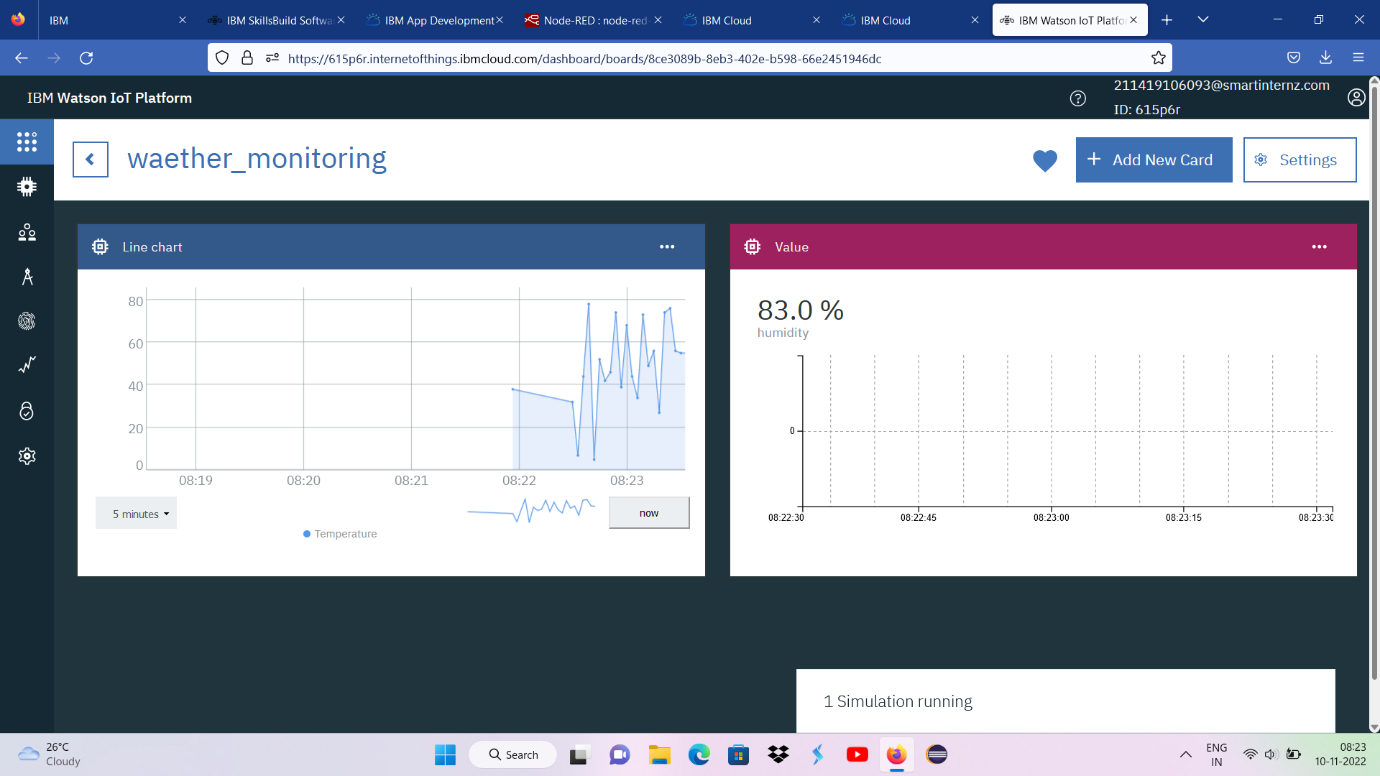 IBM
IBM SkillsBuild Softwa
IBM App Development
Node-RED : node-red
IBM Cloud
IBM Cloud
IBM Watson IoT Platfor
https://615p6r.internetofthings.ibmcloud.com/dashboard/boards/8ce3089b-8eb3-402e-b598-66e2451946dc
IBM Watson IoT Platform
211419106093@smartinternz.com
ID: 615p6r
waether_monitoring
+ Add New Card
Settings
Line chart
80
60
40
20
0
08:19 08:20 08:21 08:22 08:23
5 minutes
now
Temperature
Value
83.0 %
humidity
0
08:22:30 08:22:45 08:23:00 08:23:15 08:23:30
1 Simulation running
26°C
Cloudy
Search
ENG
IN
08:23
10-11-2022